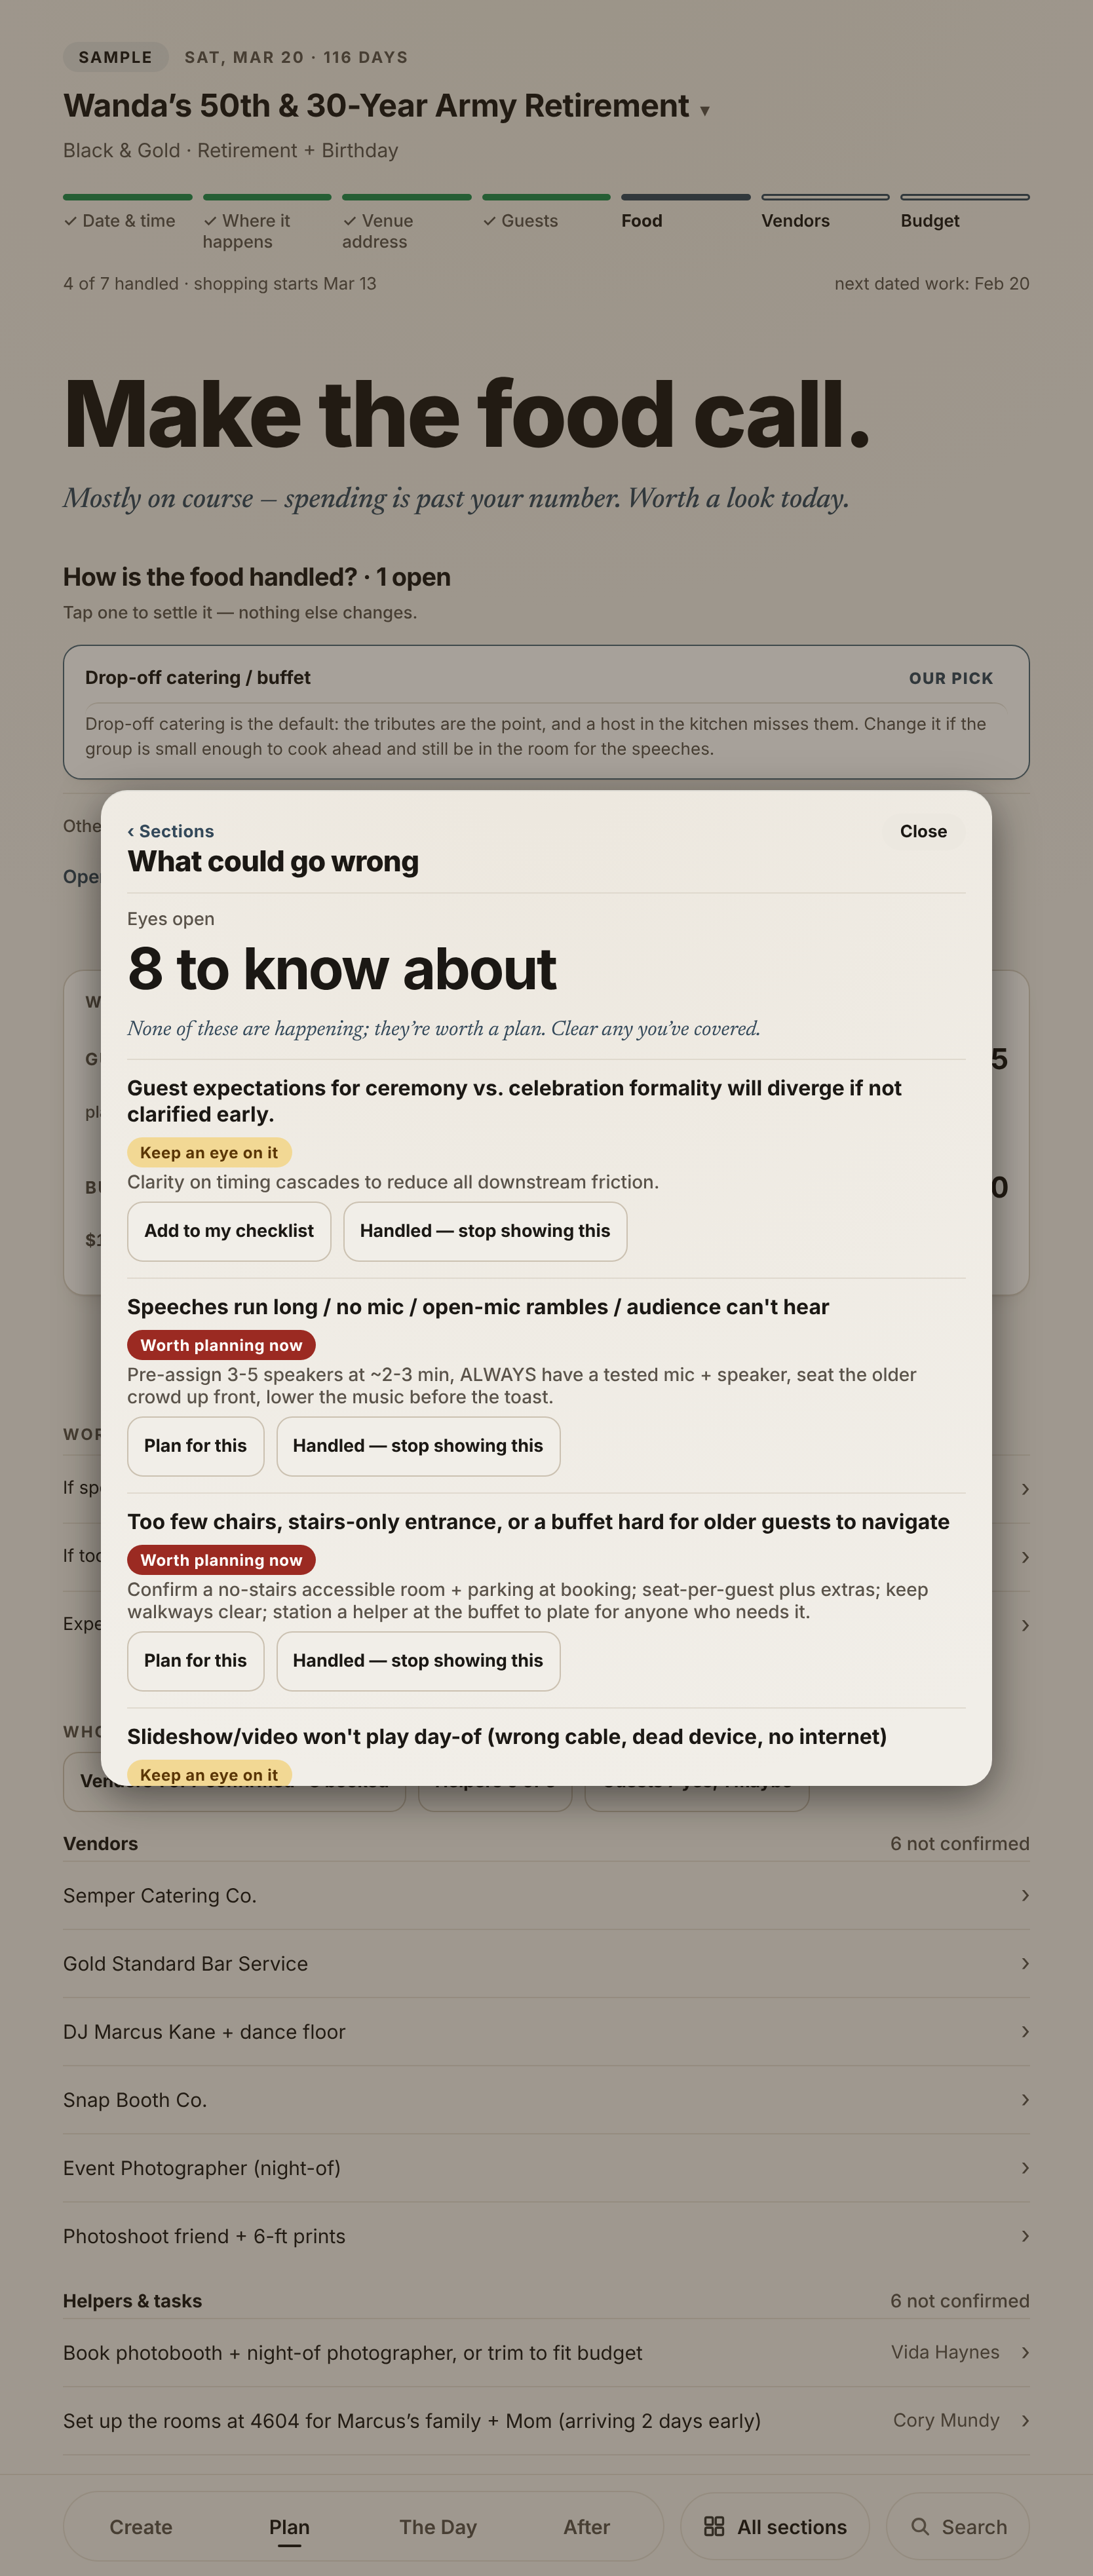 SAMPLE SAT, MAR 20 · 116 DAYS
Wanda’s 50th & 30-Year Army Retirement ▾
Black & Gold · Retirement + Birthday
✓ Date & time ✓ Where it happens ✓ Venue address ✓ Guests Food Vendors Budget
4 of 7 handled · shopping starts Mar 13 next dated work: Feb 20
Make the food call.
Mostly on course — spending is past your number. Worth a look today.
How is the food handled? · 1 open
Tap one to settle it — nothing else changes.
Drop-off catering / buffet OUR PICK
Drop-off catering is the default: the tributes are the point, and a host in the kitchen misses them. Change it if the
group is small enough to cook ahead and still be in the room for the speeches.
‹ Sections Close
What could go wrong
Eyes open
8 to know about
None of these are happening; they’re worth a plan. Clear any you’ve covered.
Guest expectations for ceremony vs. celebration formality will diverge if not
clarified early.
Keep an eye on it
Clarity on timing cascades to reduce all downstream friction.
Add to my checklist Handled — stop showing this
Speeches run long / no mic / open-mic rambles / audience can't hear
Worth planning now
Pre-assign 3-5 speakers at ~2-3 min, ALWAYS have a tested mic + speaker, seat the older
crowd up front, lower the music before the toast.
Plan for this Handled — stop showing this
Too few chairs, stairs-only entrance, or a buffet hard for older guests to navigate
Worth planning now
Confirm a no-stairs accessible room + parking at booking; seat-per-guest plus extras; keep
walkways clear; station a helper at the buffet to plate for anyone who needs it.
Plan for this Handled — stop showing this
Slideshow/video won't play day-of (wrong cable, dead device, no internet)
Keep an eye on it
Vendors 6 not confirmed
Semper Catering Co.
Gold Standard Bar Service
DJ Marcus Kane + dance floor
Snap Booth Co.
Event Photographer (night-of)
Photoshoot friend + 6-ft prints
Helpers & tasks 6 not confirmed
Book photobooth + night-of photographer, or trim to fit budget Vida Haynes
Set up the rooms at 4604 for Marcus’s family + Mom (arriving 2 days early) Cory Mundy
Create Plan The Day After All sections Search